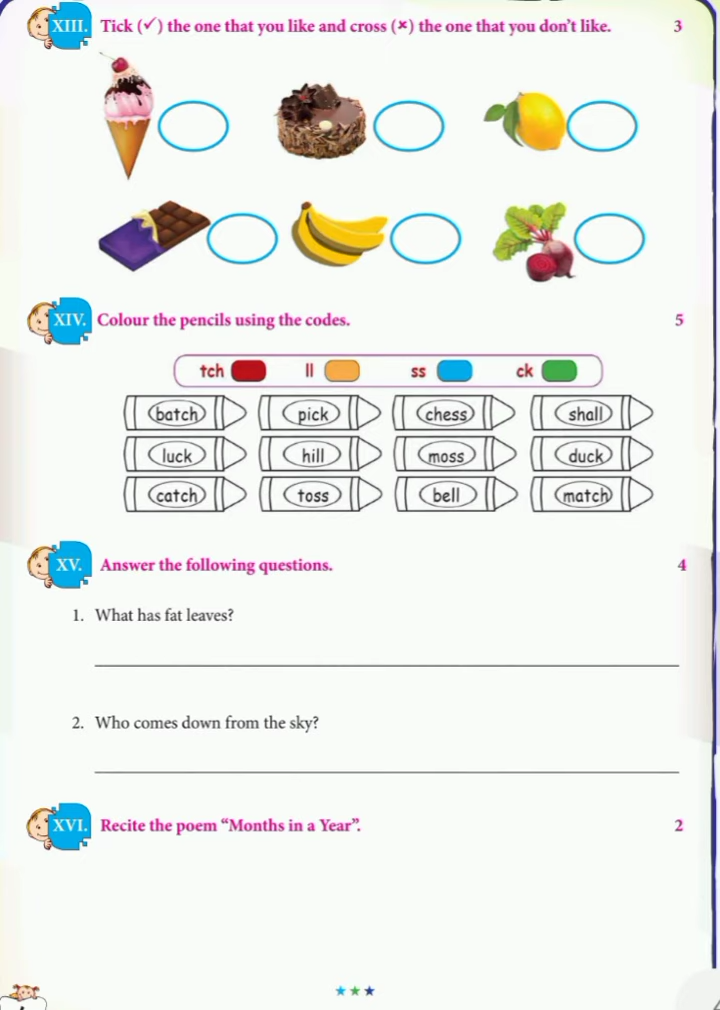 XIII. Tick (✓) the one that you like and cross (×) the one that you don't like. 3
XIV. Colour the pencils using the codes. 5
tch ll ss ck
batch pick chess shall
luck hill moss duck
catch toss bell match
XV. Answer the following questions. 4
1. What has fat leaves?
2. Who comes down from the sky?
XVI. Recite the poem “Months in a Year”. 2